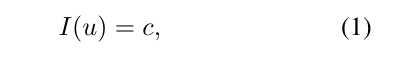 I(u) = c, (1)